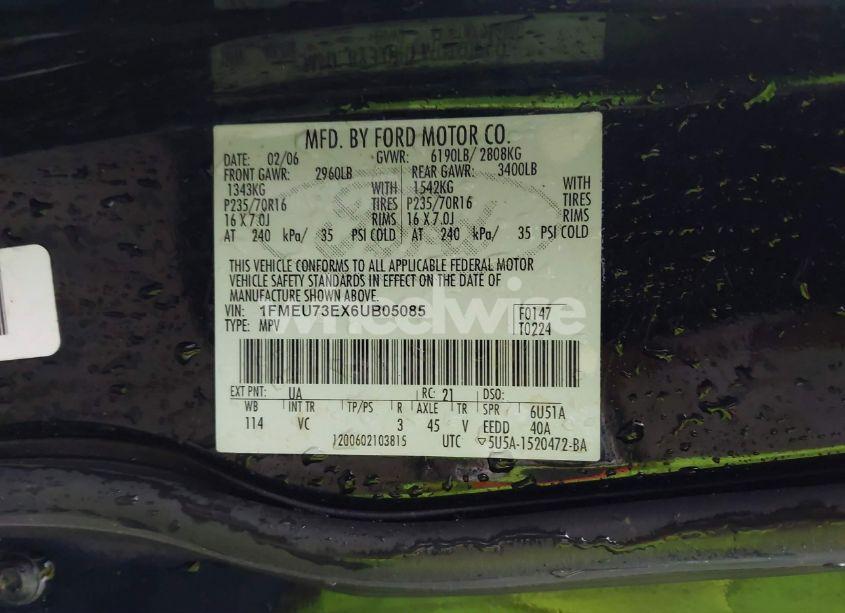 MFD. BY FORD MOTOR CO.
DATE: 02/06 GVWR: 6190LB/ 2808KG
FRONT GAWR: 2960LB REAR GAWR: 3400LB
1343KG WITH 1542KG WITH
P235/70R16 TIRES P235/70R16 TIRES
16 X 7.0J RIMS 16 X 7.0J RIMS
AT 240 kPa/ 35 PSI COLD AT 240 kPa/ 35 PSI COLD
THIS VEHICLE CONFORMS TO ALL APPLICABLE FEDERAL MOTOR
VEHICLE SAFETY STANDARDS IN EFFECT ON THE DATE OF
MANUFACTURE SHOWN ABOVE.
VIN: 1FMEU73EX6UB05085 F0147
TYPE: MPV T0224
wheelwire
EXT PNT: UA RC: 21 DSO:
WB INT TR TP/PS R AXLE TR SPR 6U51A
114 VC 3 45 V EEDD 40A
1200602103815 UTC 5U5A-1520472-BA